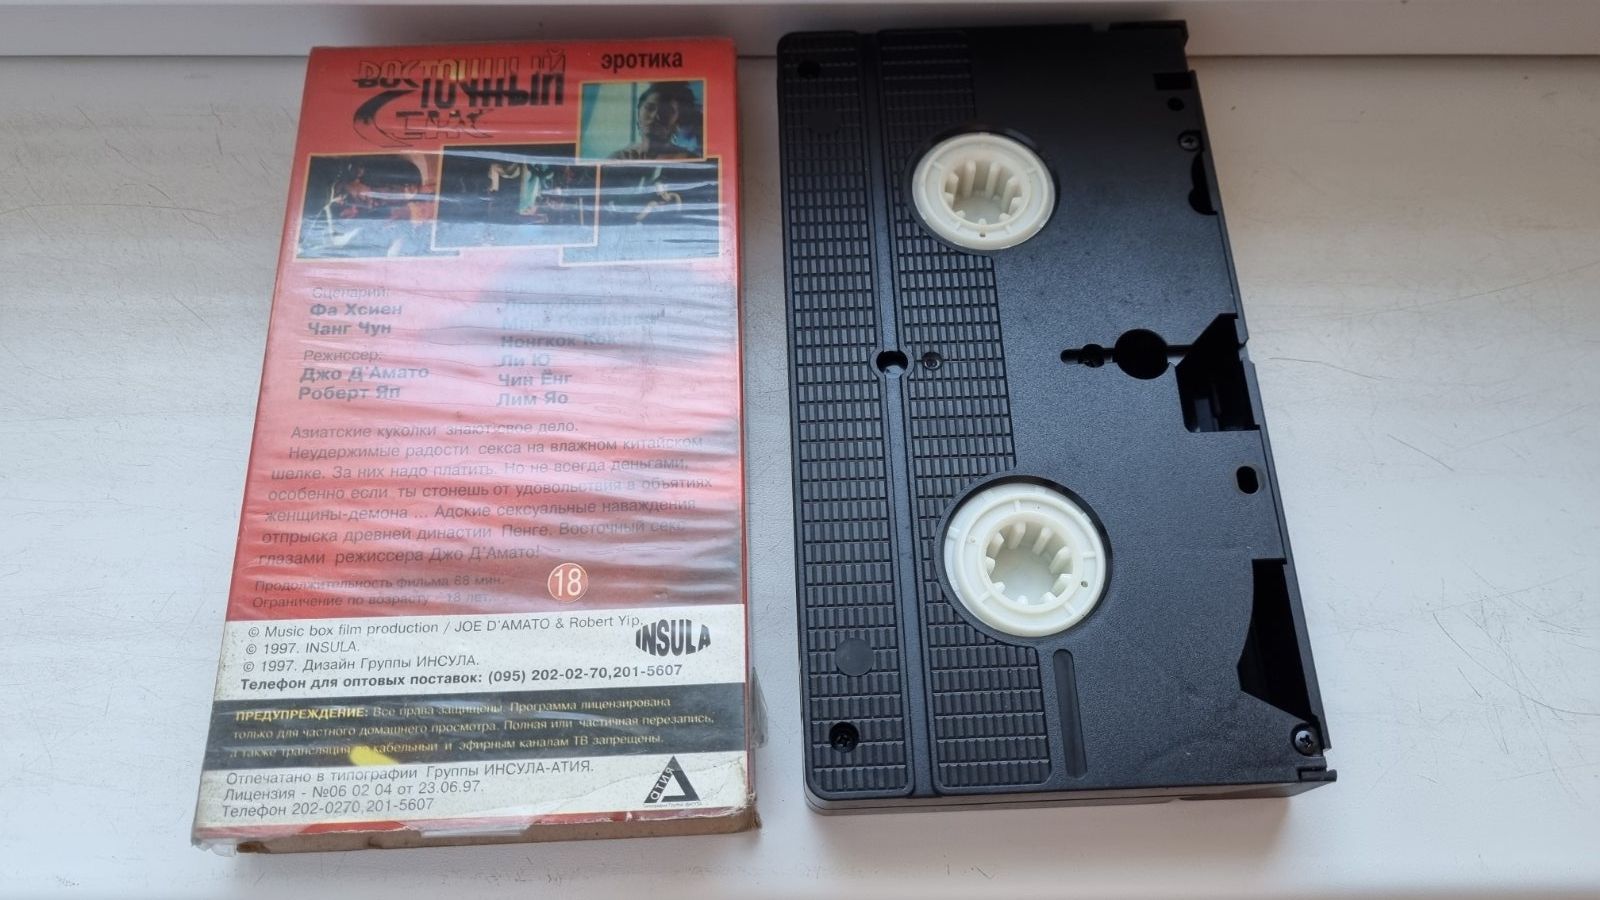 ВОСТОЧНЫЙ
СЕКС
эротика
Сценарий:
Фа Хсиен
Чанг Чун
Режиссер:
Джо Д'Амато
Роберт Яп
Нонгкок Кок
Ли Ю
Чин Ёнг
Лим Яо
Азиатские куколки знают свое дело.
Неудержимые радости секса на влажном китайском
шелке. За них надо платить. Но не всегда деньгами,
особенно если ты стонешь от удовольствия в объятиях
женщины-демона ... Адские сексуальные наваждения
отпрыска древней династии Пенге. Восточный секс
глазами режиссера Джо Д'Амато!
Продолжительность фильма 88 мин.
Ограничение по возрасту - 18 лет.
18
© Music box film production / JOE D'AMATO & Robert Yip.
© 1997. INSULA.
© 1997. Дизайн Группы ИНСУЛА.
Телефон для оптовых поставок: (095) 202-02-70,201-5607
INSULA
ПРЕДУПРЕЖДЕНИЕ: Все права защищены. Программа лицензирована
только для частного домашнего просмотра. Полная или частичная перезапись,
а также трансляция по кабельным и эфирным каналам ТВ запрещены.
Отпечатано в типографии Группы ИНСУЛА-АТИЯ.
Лицензия - №06 02 04 от 23.06.97.
Телефон 202-0270,201-5607
АТИЯ